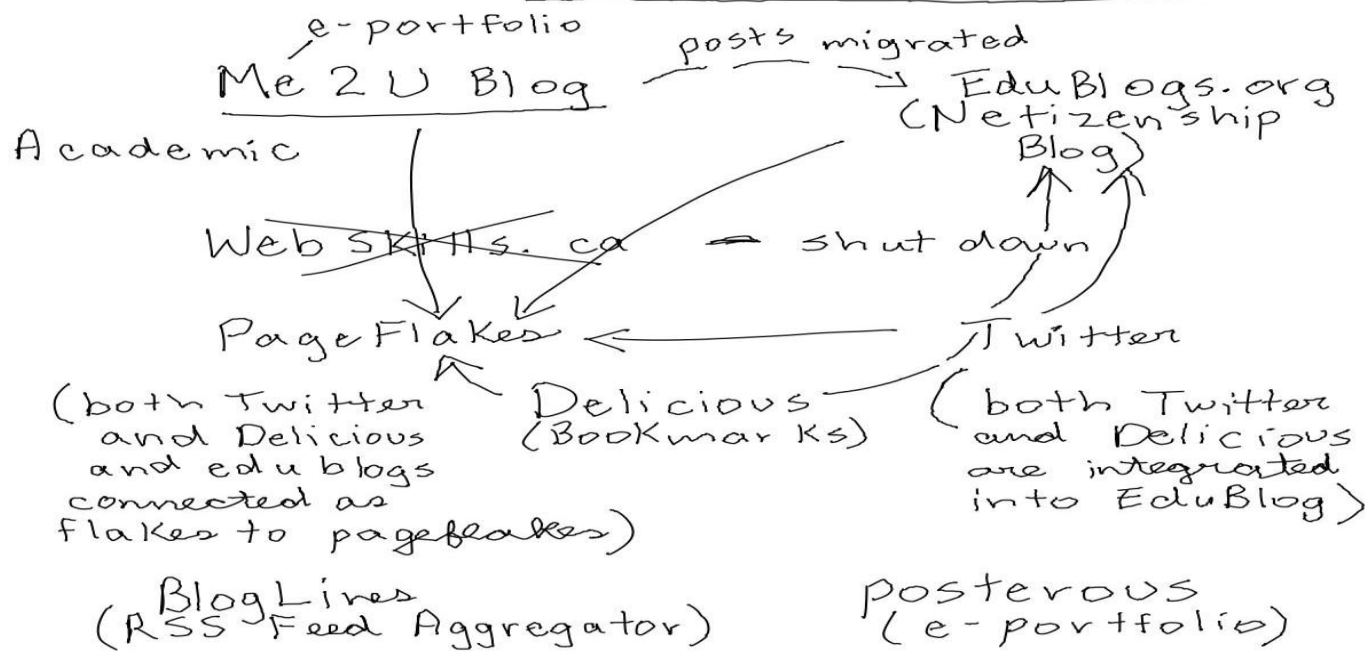 e-portfolio
posts migrated
Me 2 U Blog
EduBlogs.org
(Netizenship
Blog)
Academic
Web Skills.ca - shut down
PageFlakes
Twitter
(both Twitter
and Delicious
and edublogs
connected as
flakes to pageflakes)
Delicious
(BookMarks)
(both Twitter
and Delicious
are integrated
into EduBlog)
BlogLines
(RSS Feed Aggregator)
Posterous
(e-portfolio)